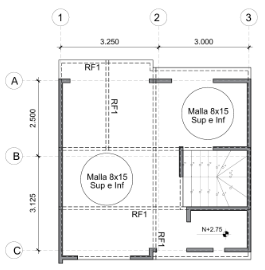 1
2
3
3.250
3.000
RF1
A
RF1
Malla 8x15
Sup e Inf
2.500
B
Malla 8x15
Sup e Inf
3.125
RF1
RF1
N+2.75
C